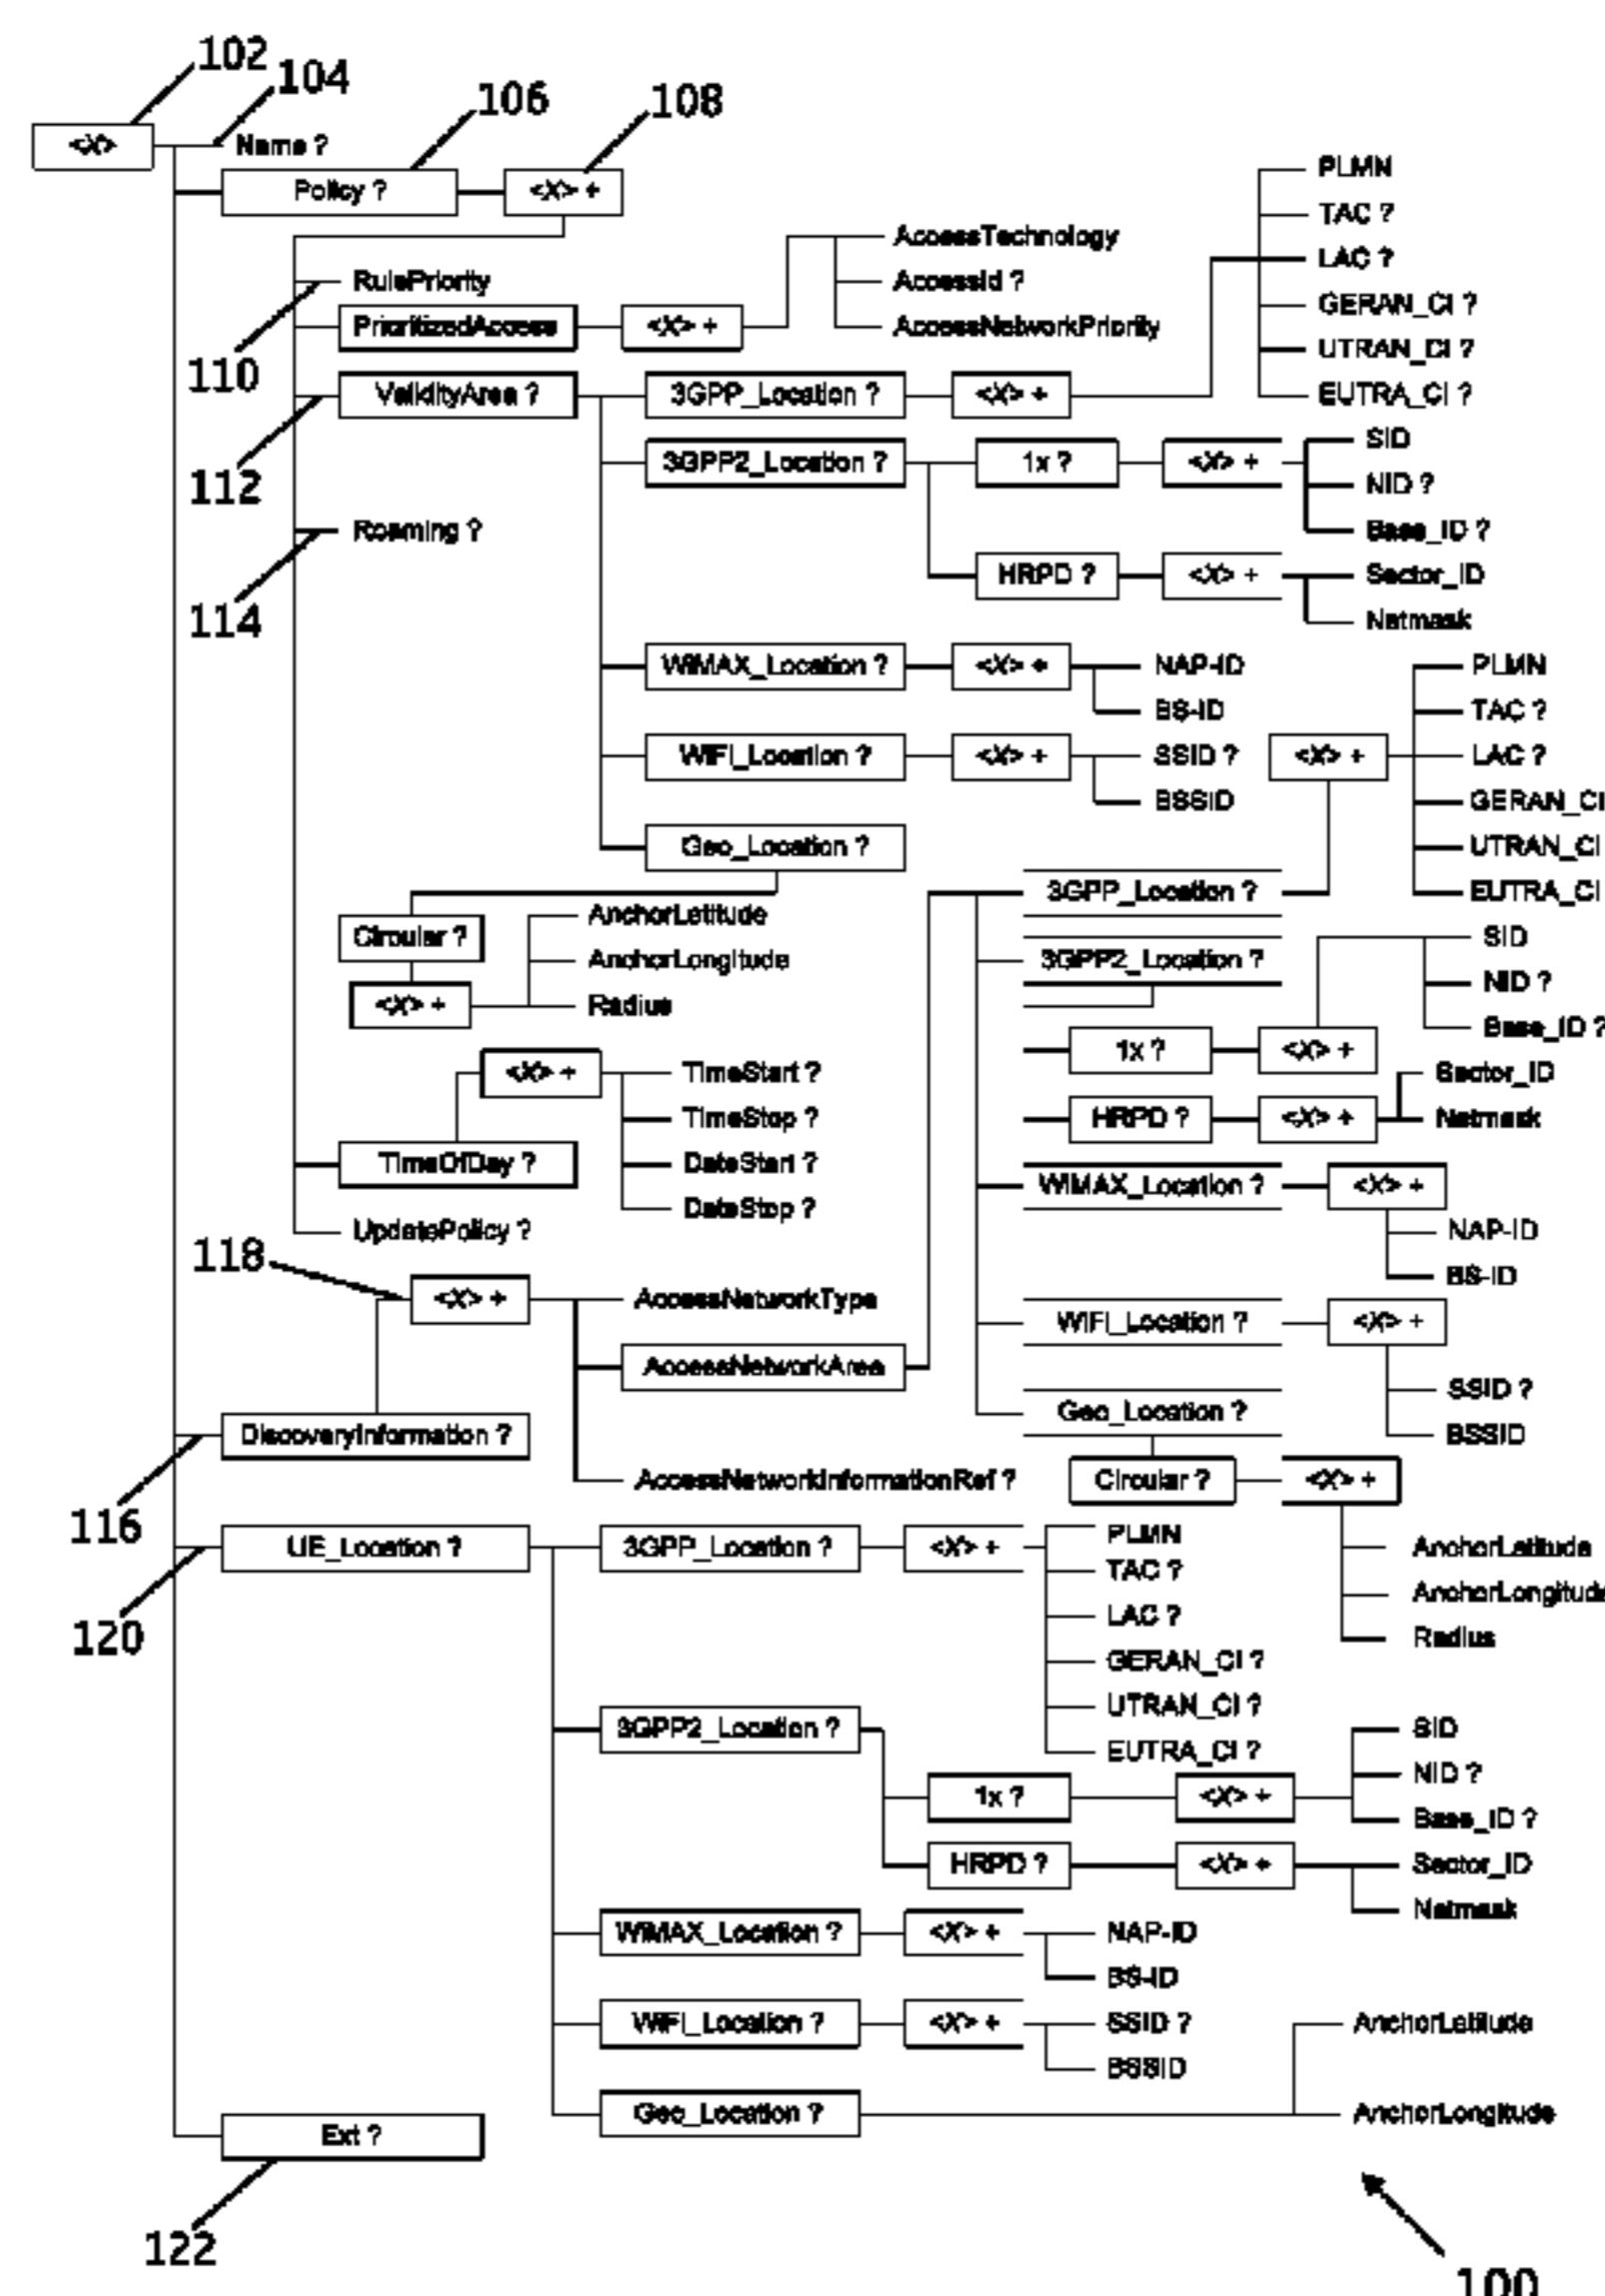 102
104
106
108
<X>
Name ?
Policy ?
<X> +
PLMN
TAC ?
LAC ?
GERAN_CI ?
UTRAN_CI ?
EUTRA_CI ?
AccessTechnology
AccessId ?
AccessNetworkPriority
RulePriority
PrioritizedAccess
<X> +
110
ValidityArea ?
3GPP_Location ?
<X> +
112
3GPP2_Location ?
1x ?
<X> +
SID
NID ?
Base_ID ?
Roaming ?
114
HRPD ?
<X> +
Sector_ID
Netmask
WiMAX_Location ?
<X> +
NAP-ID
BS-ID
WIFI_Location ?
<X> +
SSID ?
BSSID
<X> +
PLMN
TAC ?
LAC ?
GERAN_CI
UTRAN_CI
EUTRA_CI
Geo_Location ?
Circular ?
<X> +
AnchorLatitude
AnchorLongitude
Radius
3GPP_Location ?
3GPP2_Location ?
SID
NID ?
Base_ID ?
1x ?
<X> +
Sector_ID
Netmask
HRPD ?
<X> +
<X> +
TimeStart ?
TimeStop ?
DateStart ?
DateStop ?
TimeOfDay ?
WiMAX_Location ?
<X> +
NAP-ID
BS-ID
UpdatePolicy ?
118
<X> +
AccessNetworkType
AccessNetworkArea
AccessNetworkInformationRef ?
WIFI_Location ?
<X> +
SSID ?
BSSID
DiscoveryInformation ?
116
Geo_Location ?
Circular ?
<X> +
AnchorLatitude
AnchorLongitude
Radius
UE_Location ?
120
3GPP_Location ?
<X> +
PLMN
TAC ?
LAC ?
GERAN_CI ?
UTRAN_CI ?
EUTRA_CI ?
3GPP2_Location ?
1x ?
<X> +
SID
NID ?
Base_ID ?
HRPD ?
<X> +
Sector_ID
Netmask
WiMAX_Location ?
<X> +
NAP-ID
BS-ID
WIFI_Location ?
<X> +
SSID ?
BSSID
Geo_Location ?
AnchorLatitude
AnchorLongitude
Ext ?
122
100